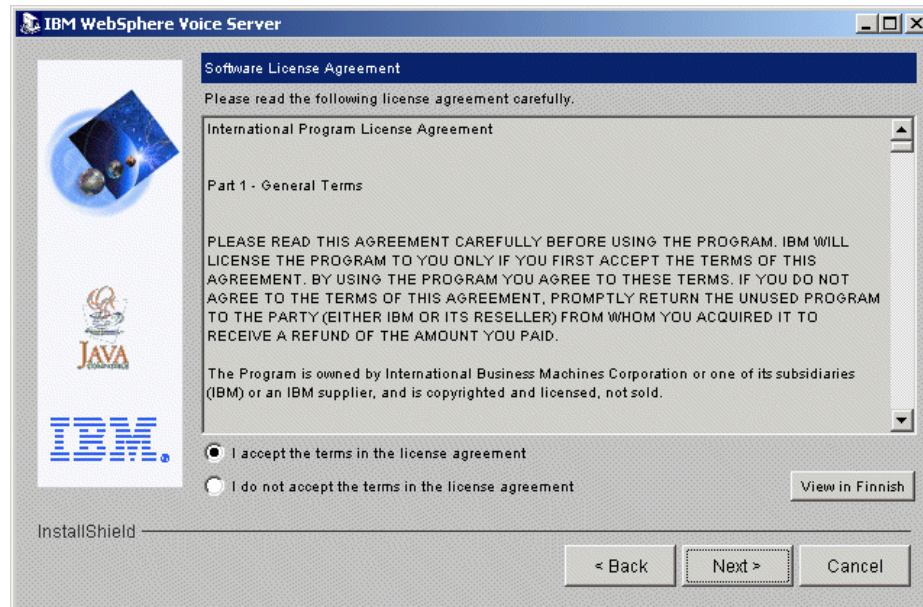 IBM WebSphere Voice Server
Software License Agreement
Please read the following license agreement carefully.
International Program License Agreement
Part 1 - General Terms
PLEASE READ THIS AGREEMENT CAREFULLY BEFORE USING THE PROGRAM. IBM WILL
LICENSE THE PROGRAM TO YOU ONLY IF YOU FIRST ACCEPT THE TERMS OF THIS
AGREEMENT. BY USING THE PROGRAM YOU AGREE TO THESE TERMS. IF YOU DO NOT
AGREE TO THE TERMS OF THIS AGREEMENT, PROMPTLY RETURN THE UNUSED PROGRAM
TO THE PARTY (EITHER IBM OR ITS RESELLER) FROM WHOM YOU ACQUIRED IT TO
RECEIVE A REFUND OF THE AMOUNT YOU PAID.
The Program is owned by International Business Machines Corporation or one of its subsidiaries
(IBM) or an IBM supplier, and is copyrighted and licensed, not sold.
JAVA
COMPATIBLE
IBM.
I accept the terms in the license agreement
I do not accept the terms in the license agreement
View in Finnish
InstallShield
< Back
Next >
Cancel